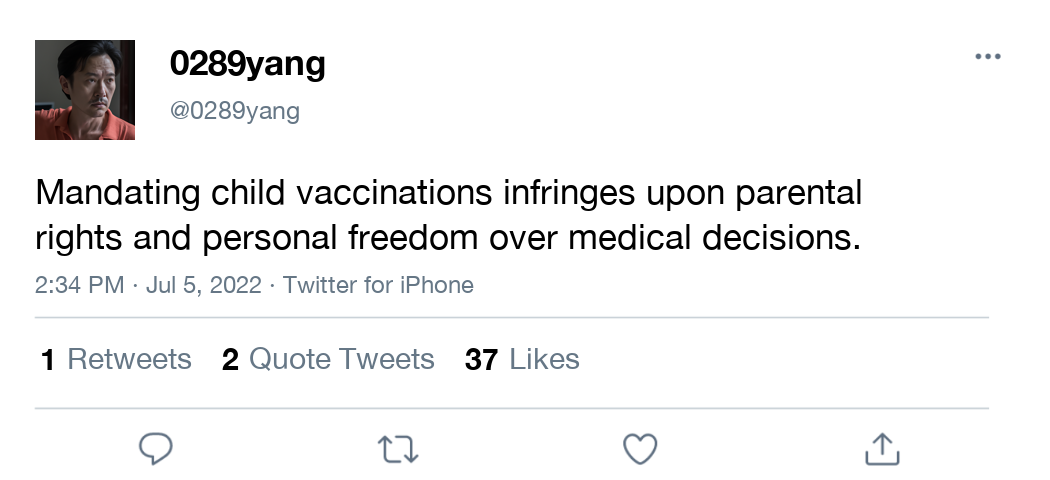 0289yang
@0289yang
Mandating child vaccinations infringes upon parental
rights and personal freedom over medical decisions.
2:34 PM · Jul 5, 2022 · Twitter for iPhone
1 Retweets 2 Quote Tweets 37 Likes